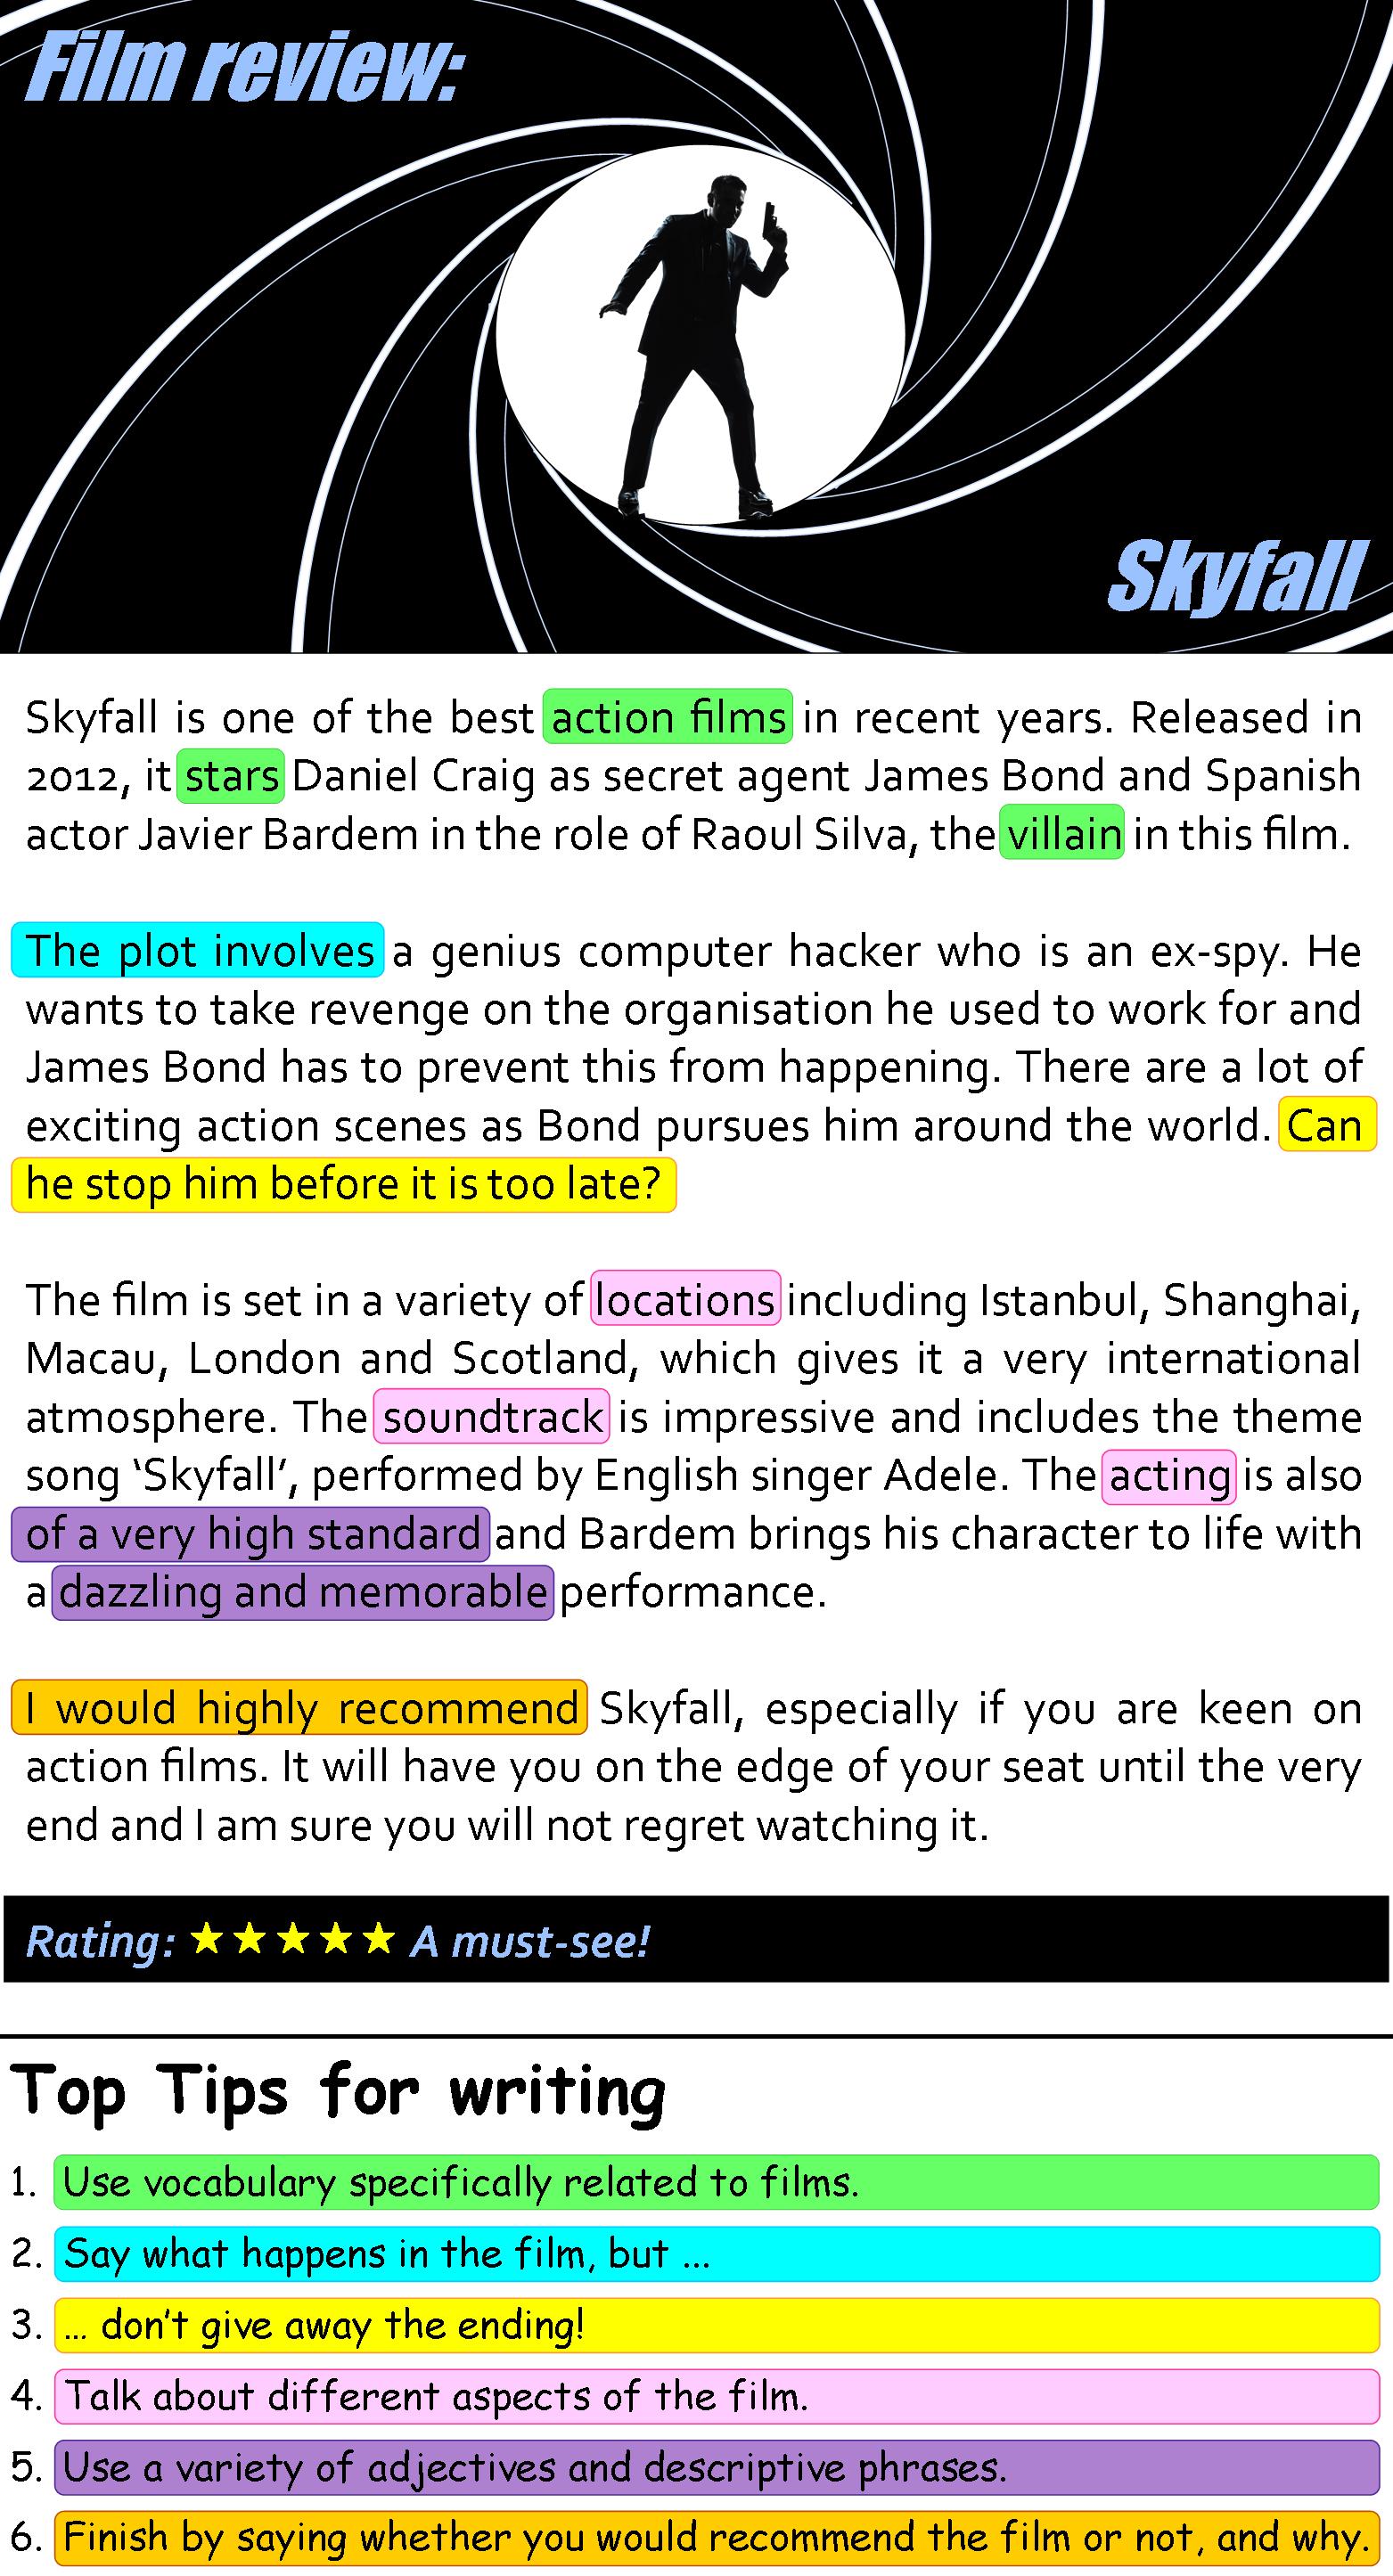 Film review:
Skyfall
Skyfall is one of the best action films in recent years. Released in
2012, it stars Daniel Craig as secret agent James Bond and Spanish
actor Javier Bardem in the role of Raoul Silva, the villain in this film.
The plot involves a genius computer hacker who is an ex-spy. He
wants to take revenge on the organisation he used to work for and
James Bond has to prevent this from happening. There are a lot of
exciting action scenes as Bond pursues him around the world. Can
he stop him before it is too late?
The film is set in a variety of locations including Istanbul, Shanghai,
Macau, London and Scotland, which gives it a very international
atmosphere. The soundtrack is impressive and includes the theme
song ‘Skyfall’, performed by English singer Adele. The acting is also
of a very high standard and Bardem brings his character to life with
a dazzling and memorable performance.
I would highly recommend Skyfall, especially if you are keen on
action films. It will have you on the edge of your seat until the very
end and I am sure you will not regret watching it.
Rating: ★★★★★ A must-see!
Top Tips for writing
1. Use vocabulary specifically related to films.
2. Say what happens in the film, but ...
3. ... don’t give away the ending!
4. Talk about different aspects of the film.
5. Use a variety of adjectives and descriptive phrases.
6. Finish by saying whether you would recommend the film or not, and why.